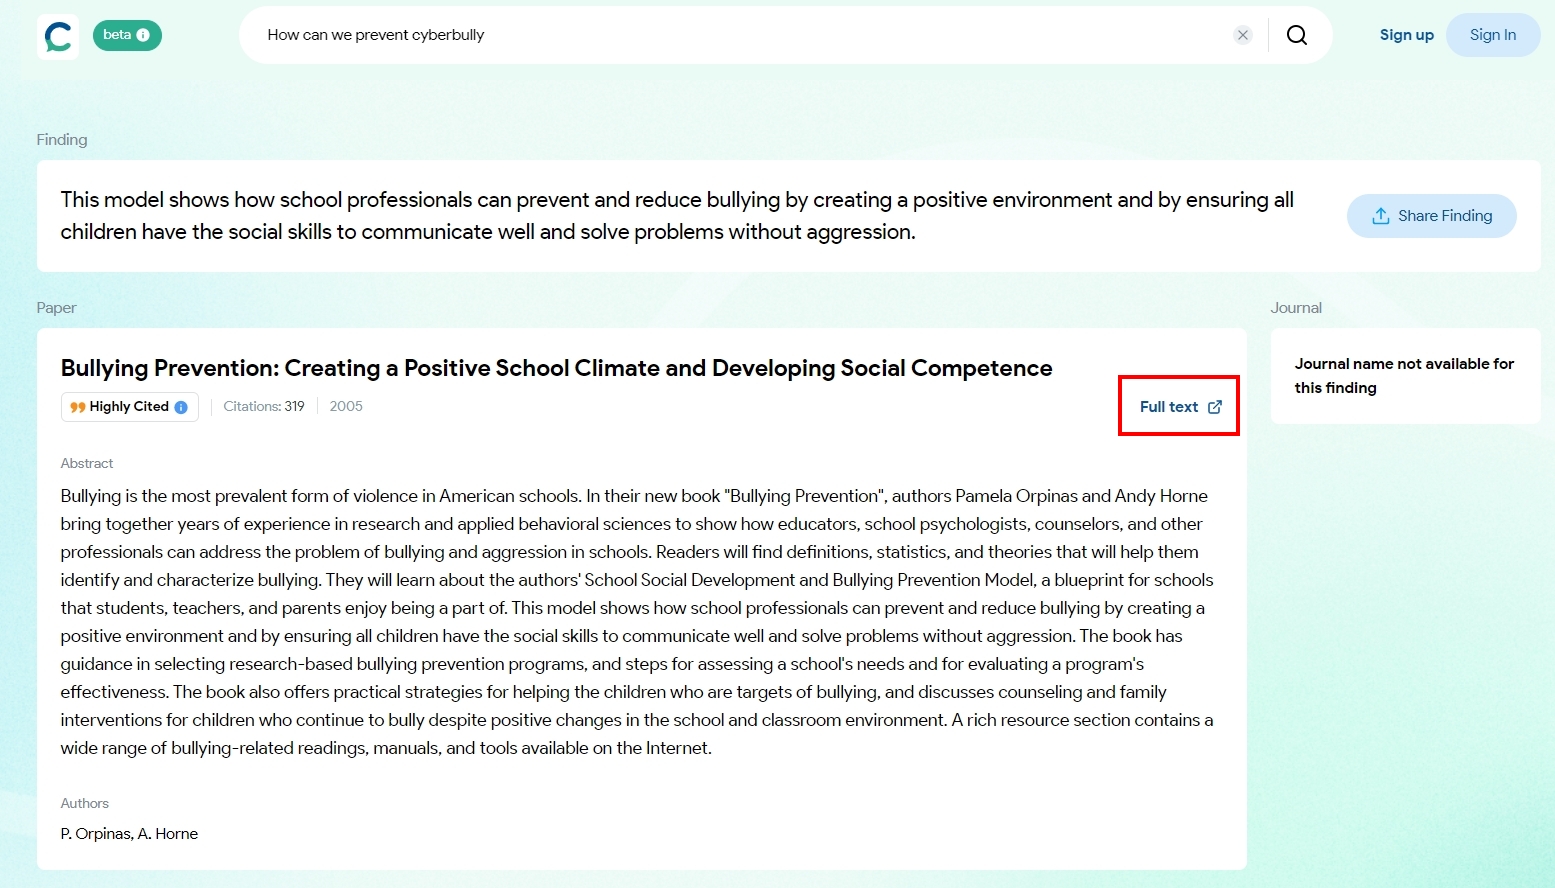 beta
How can we prevent cyberbully
Sign up
Sign In
Finding
This model shows how school professionals can prevent and reduce bullying by creating a positive environment and by ensuring all
children have the social skills to communicate well and solve problems without aggression.
Share Finding
Paper
Journal
Bullying Prevention: Creating a Positive School Climate and Developing Social Competence
Highly Cited
Citations: 319
2005
Full text
Journal name not available for
this finding
Abstract
Bullying is the most prevalent form of violence in American schools. In their new book "Bullying Prevention", authors Pamela Orpinas and Andy Horne
bring together years of experience in research and applied behavioral sciences to show how educators, school psychologists, counselors, and other
professionals can address the problem of bullying and aggression in schools. Readers will find definitions, statistics, and theories that will help them
identify and characterize bullying. They will learn about the authors' School Social Development and Bullying Prevention Model, a blueprint for schools
that students, teachers, and parents enjoy being a part of. This model shows how school professionals can prevent and reduce bullying by creating a
positive environment and by ensuring all children have the social skills to communicate well and solve problems without aggression. The book has
guidance in selecting research-based bullying prevention programs, and steps for assessing a school's needs and for evaluating a program's
effectiveness. The book also offers practical strategies for helping the children who are targets of bullying, and discusses counseling and family
interventions for children who continue to bully despite positive changes in the school and classroom environment. A rich resource section contains a
wide range of bullying-related readings, manuals, and tools available on the Internet.
Authors
P. Orpinas, A. Horne